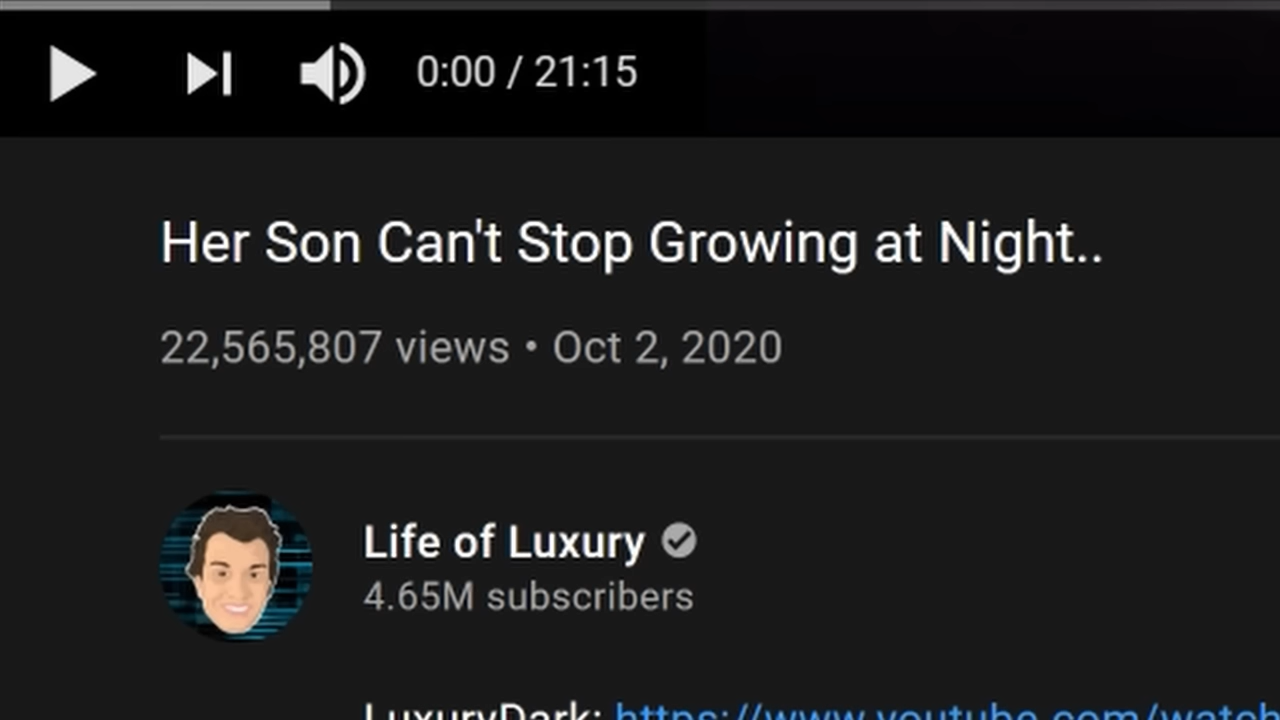 0:00 / 21:15
Her Son Can't Stop Growing at Night..
22,565,807 views • Oct 2, 2020
Life of Luxury
4.65M subscribers
LuxuryDark: https://www.youtube.com/watch